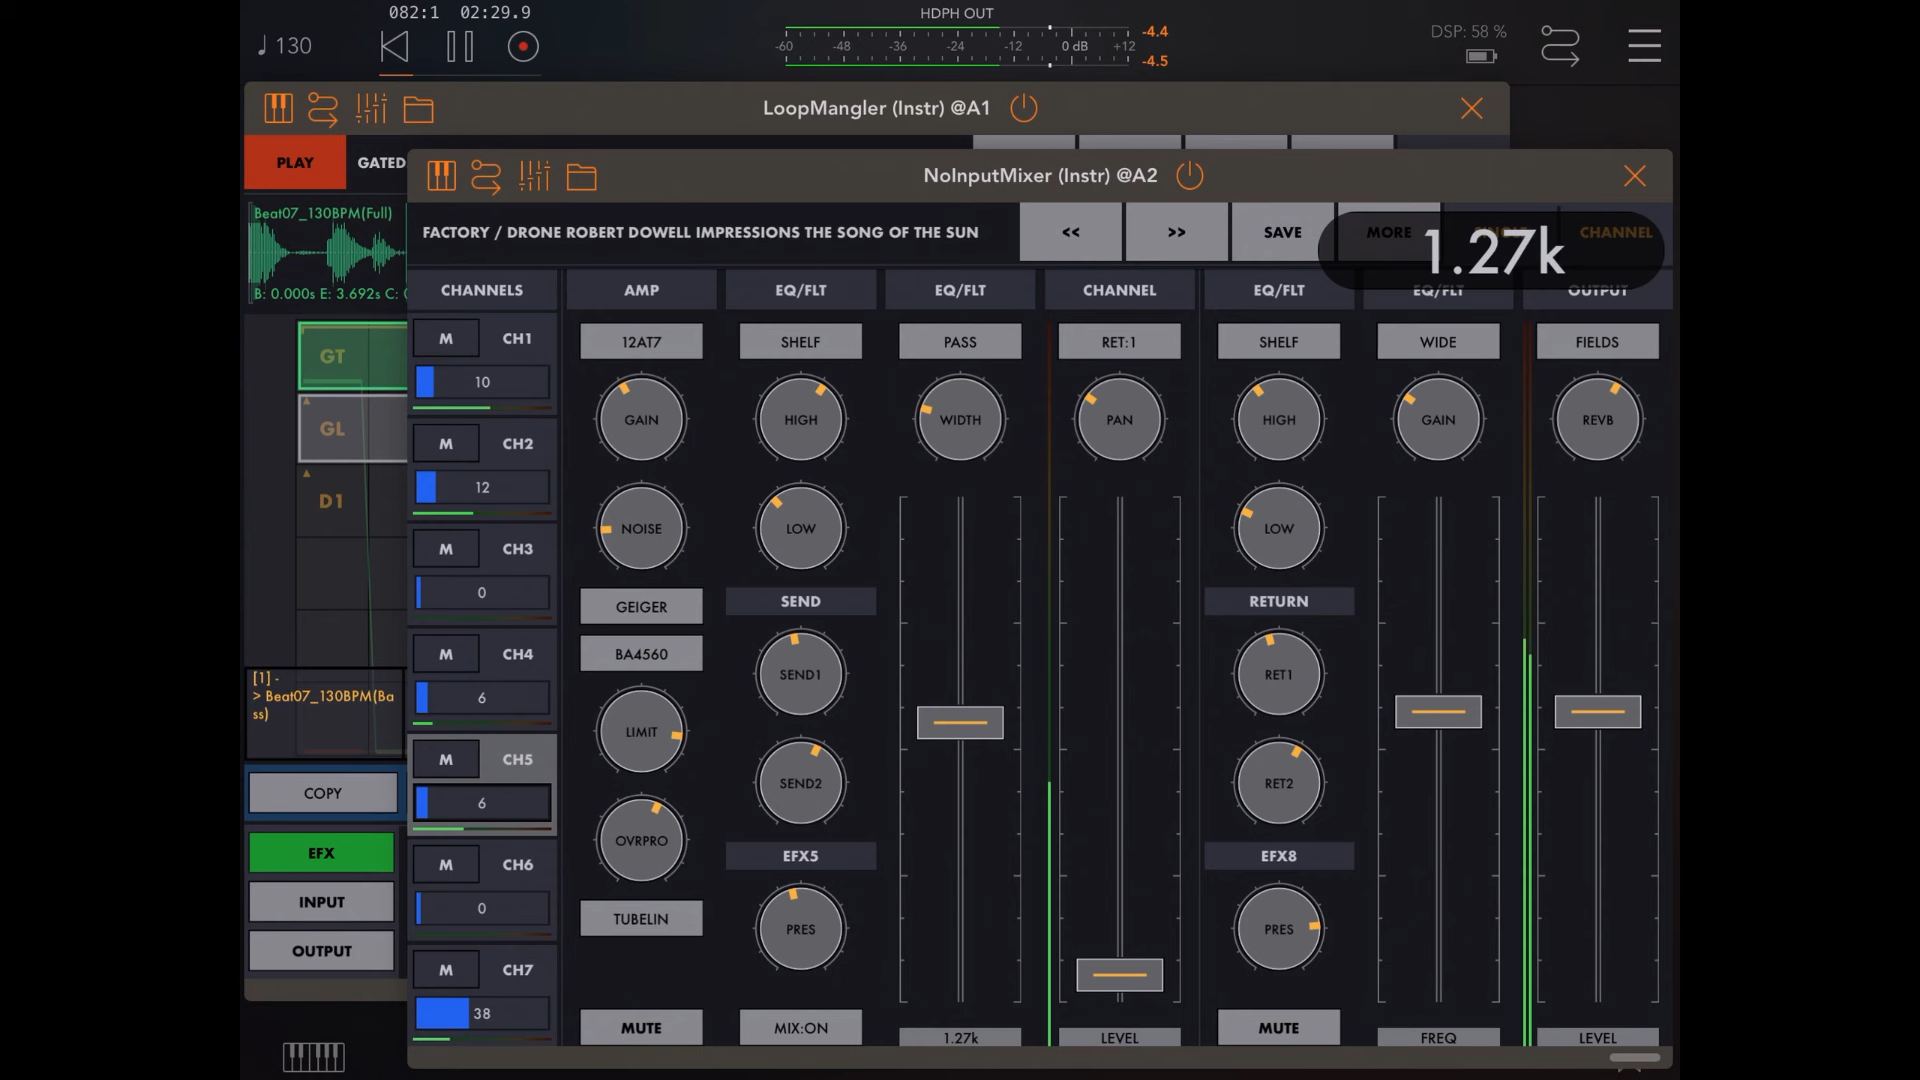 082:1 02:29.9
HDPH OUT
♩130
-60 -48 -36 -24 -12 0 dB +12
-4.4
-4.5
DSP: 58 %
LoopMangler (Instr) @A1
PLAY GATED
NoInputMixer (Instr) @A2
Beat07_130BPM(Full)
B: 0.000s E: 3.692s C:
FACTORY / DRONE ROBERT DOWELL IMPRESSIONS THE SONG OF THE SUN
<< >> SAVE MORE CHANNEL
1.27k
CHANNELS AMP EQ/FLT EQ/FLT CHANNEL EQ/FLT EQ/FLT OUTPUT
M CH1
10
12AT7 SHELF PASS RET:1 SHELF WIDE FIELDS
GT
GAIN HIGH WIDTH PAN HIGH GAIN REVB
GL
M CH2
12
D1
NOISE LOW LOW
M CH3
0
GEIGER SEND RETURN
BA4560
M CH4
6
SEND1 RET1
[1] -
> Beat07_130BPM(Ba
ss)
LIMIT
M CH5
6
SEND2 RET2
COPY
OVRPRO
EFX5 EFX8
EFX
M CH6
0
INPUT
TUBELIN PRES PRES
OUTPUT
M CH7
38
MUTE MIX:ON 1.27k LEVEL MUTE FREQ LEVEL